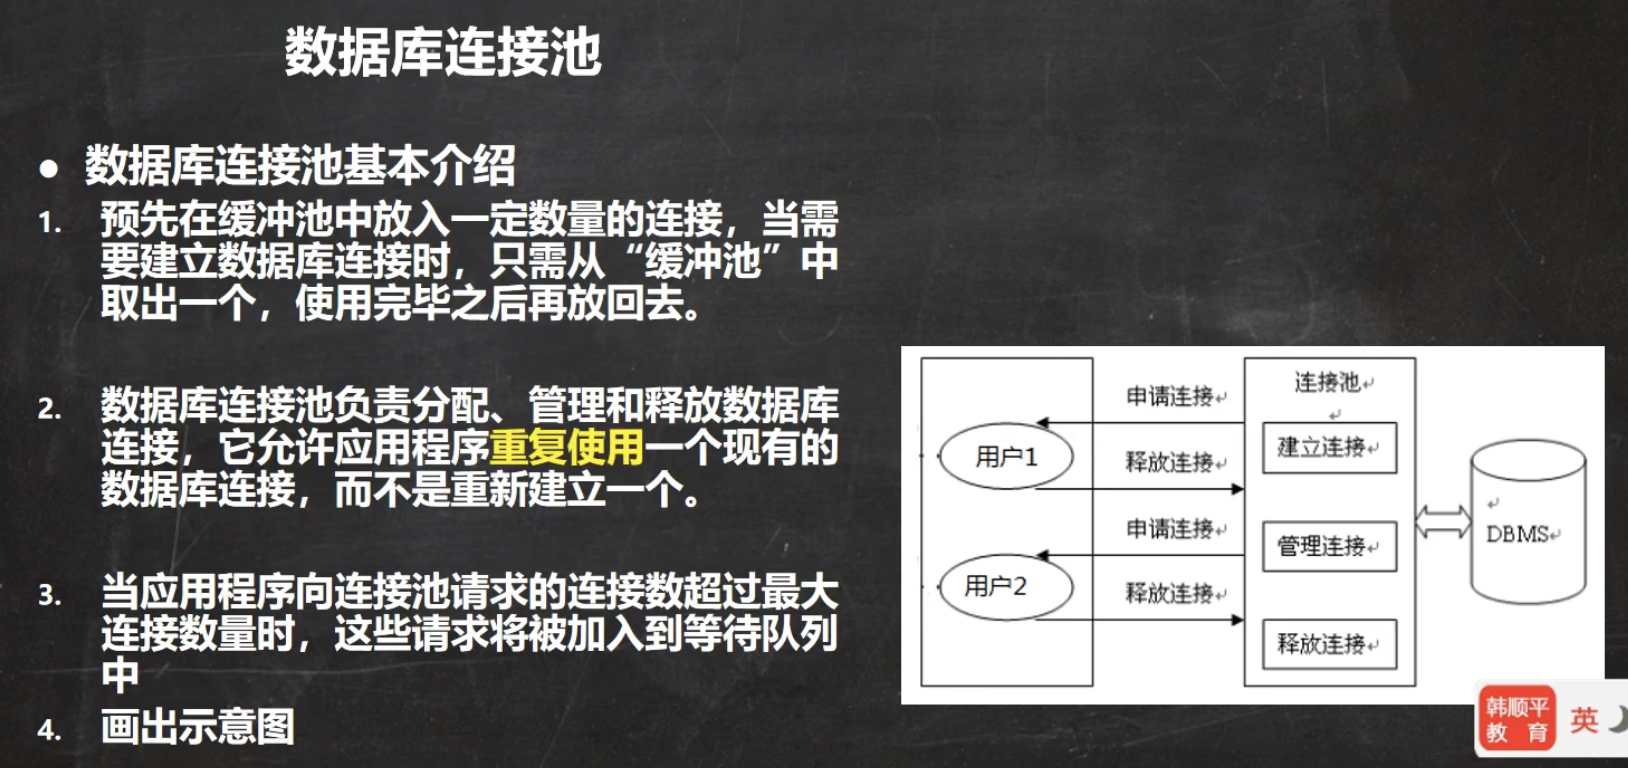 数据库连接池
● 数据库连接池基本介绍
1. 预先在缓冲池中放入一定数量的连接，当需
要建立数据库连接时，只需从“缓冲池”中
取出一个，使用完毕之后再放回去。
2. 数据库连接池负责分配、管理和释放数据库
连接，它允许应用程序重复使用一个现有的
数据库连接，而不是重新建立一个。
3. 当应用程序向连接池请求的连接数超过最大
连接数量时，这些请求将被加入到等待队列
中
4. 画出示意图
用户1
用户2
申请连接↵
释放连接↵
申请连接↵
释放连接↵
连接池↵
↵
建立连接↵
管理连接↵
释放连接↵
↵
DBMS↵
韩顺平
教 育
英